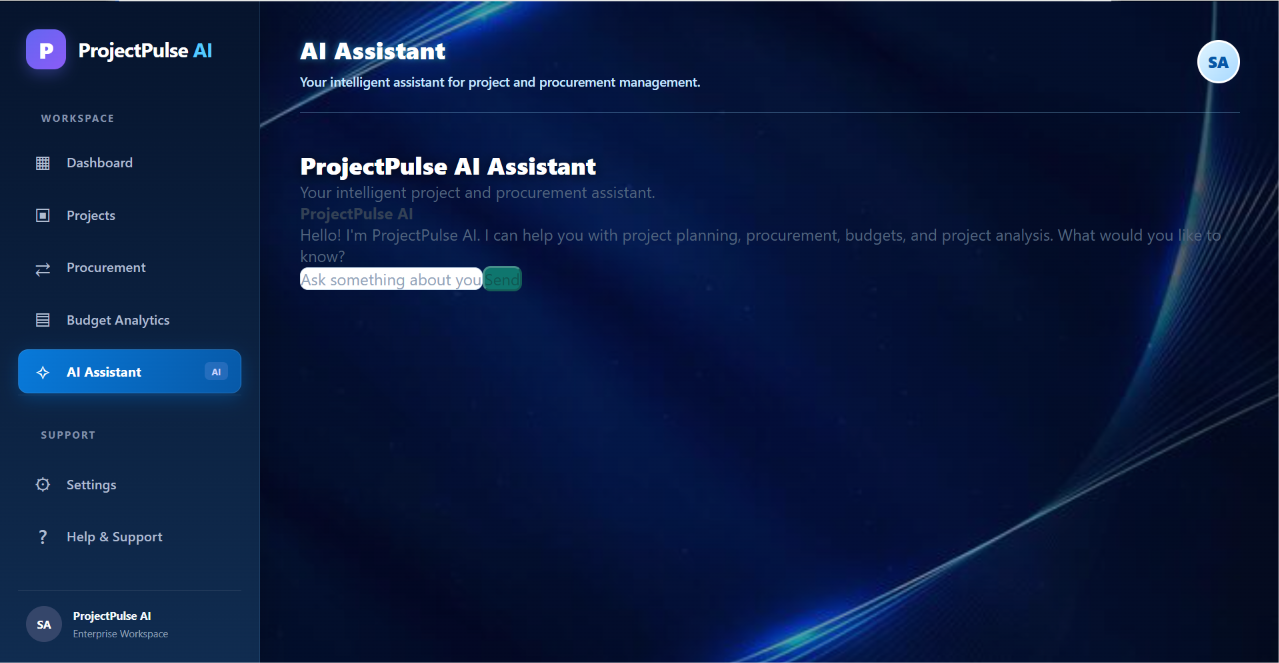 P ProjectPulse AI
WORKSPACE
Dashboard
Projects
Procurement
Budget Analytics
AI Assistant AI
SUPPORT
Settings
? Help & Support
SA ProjectPulse AI
Enterprise Workspace
AI Assistant
Your intelligent assistant for project and procurement management.
SA
ProjectPulse AI Assistant
Your intelligent project and procurement assistant.
ProjectPulse AI
Hello! I'm ProjectPulse AI. I can help you with project planning, procurement, budgets, and project analysis. What would you like to
know?
Ask something about you Send